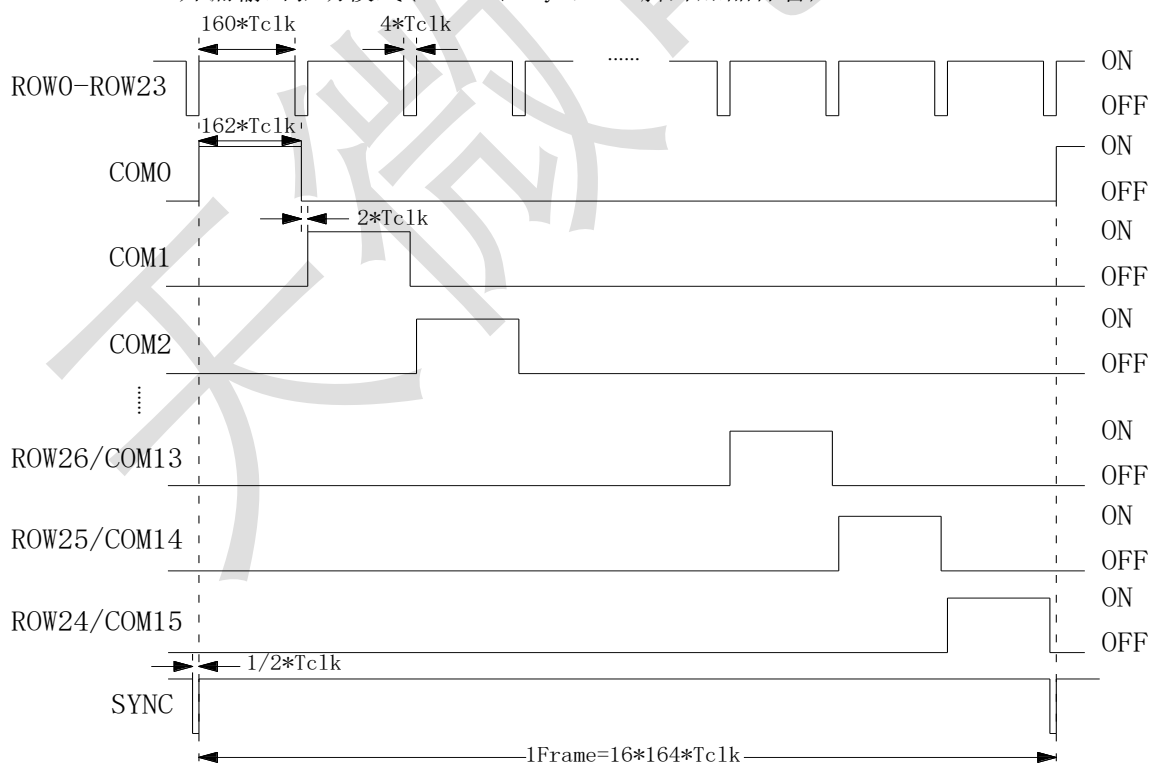 160*Tclk
4*Tclk
ROW0-ROW23
......
ON
OFF
162*Tclk
COM0
ON
OFF
2*Tclk
COM1
ON
OFF
COM2
ON
OFF
......
ROW26/COM13
ON
OFF
ROW25/COM14
ON
OFF
ROW24/COM15
ON
OFF
1/2*Tclk
SYNC
1Frame=16*164*Tclk
天微